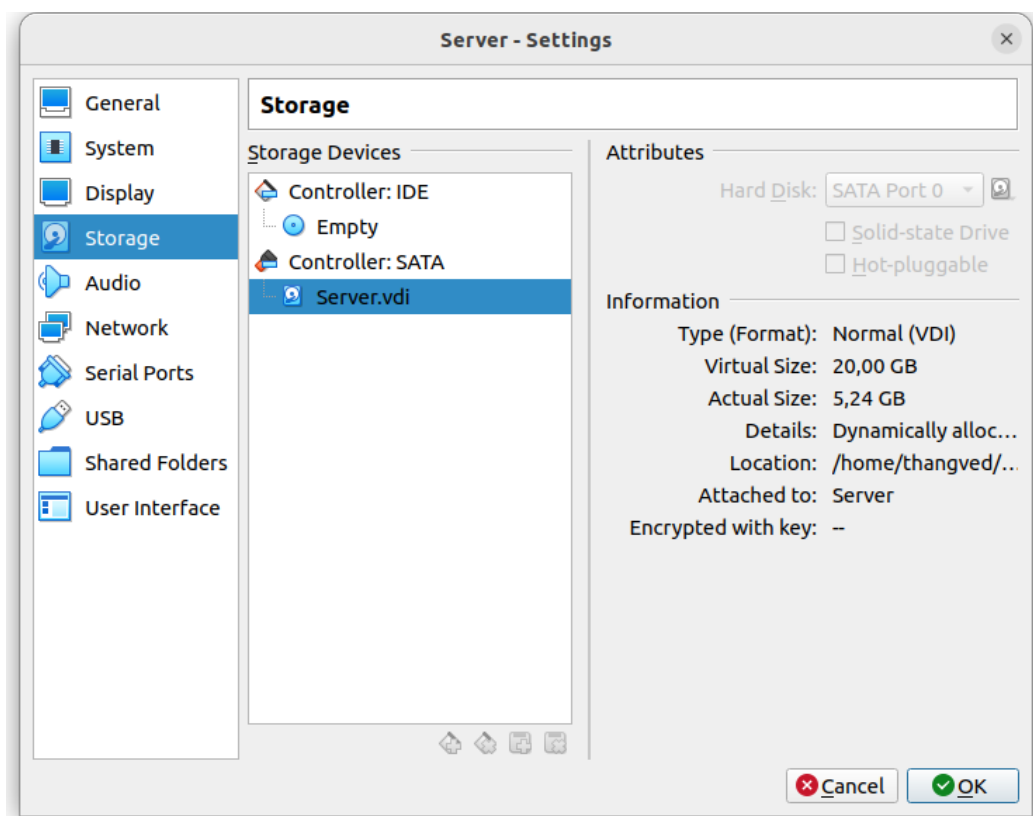 Server - Settings
General
System
Display
Storage
Audio
Network
Serial Ports
USB
Shared Folders
User Interface
Storage
Storage Devices
Controller: IDE
Empty
Controller: SATA
Server.vdi
Attributes
Hard Disk: SATA Port 0
Solid-state Drive
Hot-pluggable
Information
Type (Format): Normal (VDI)
Virtual Size: 20,00 GB
Actual Size: 5,24 GB
Details: Dynamically alloc...
Location: /home/thangved/...
Attached to: Server
Encrypted with key: --
Cancel
OK